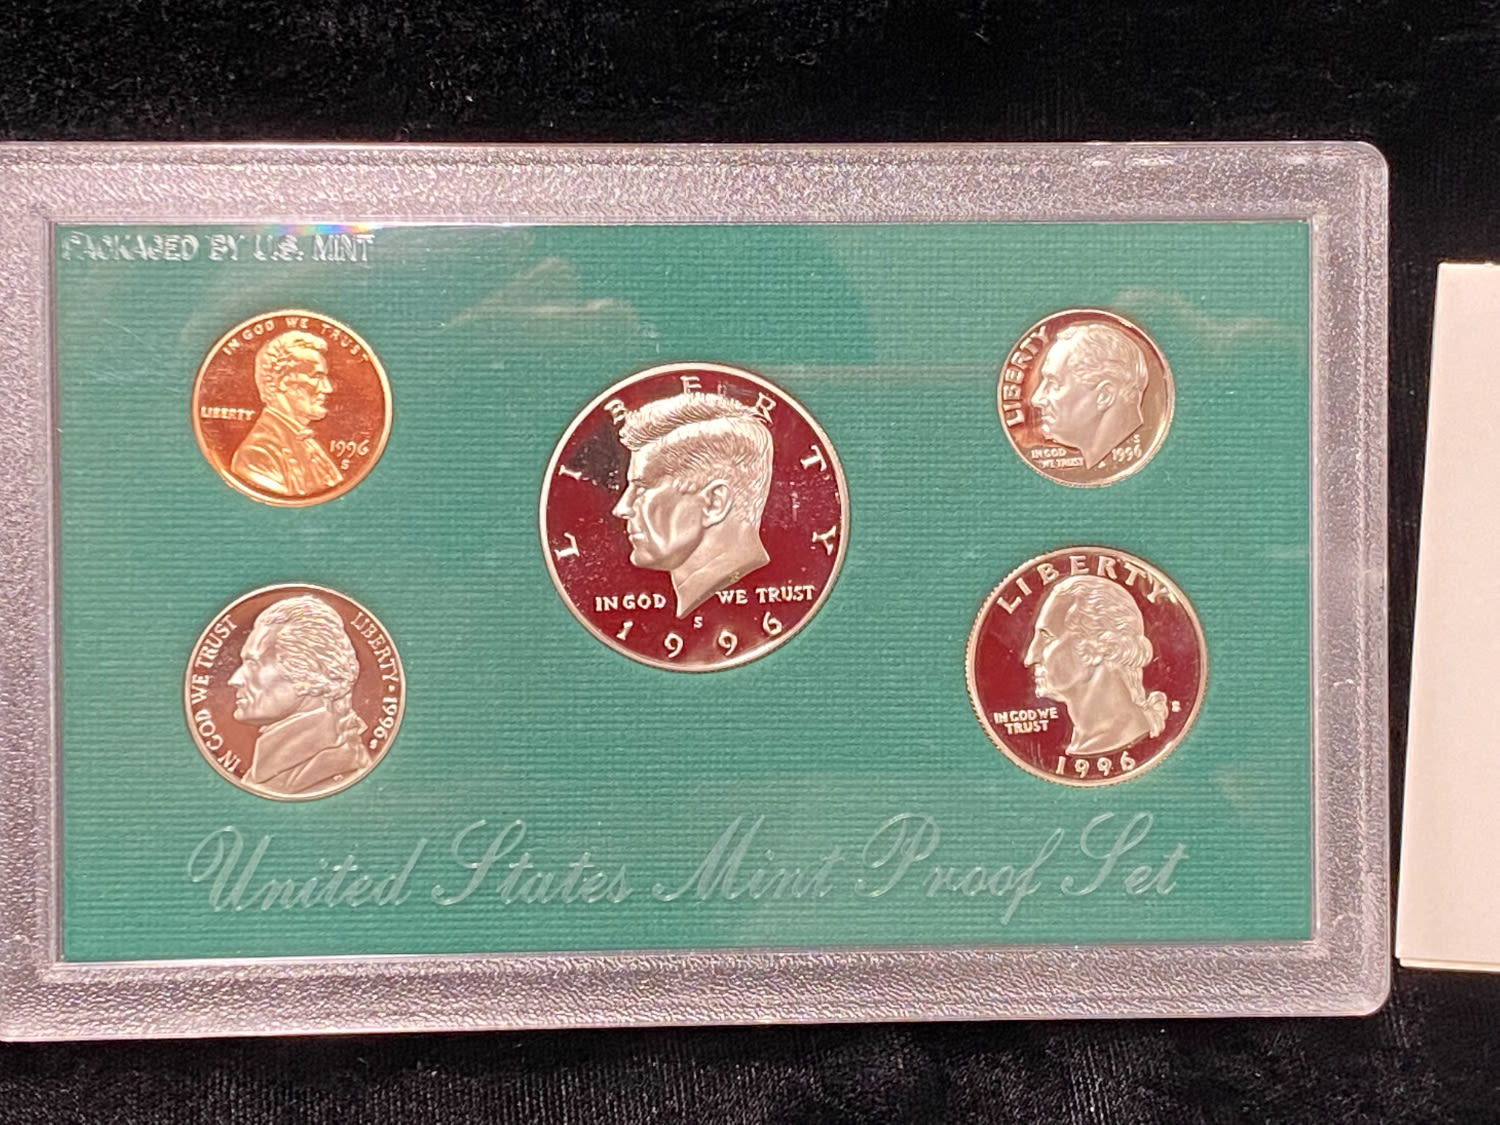 PACKAGED BY U.S. MINT
IN GOD WE TRUST
LIBERTY
1996
S
LIBERTY
IN GOD WE TRUST
S
1996
LIBERTY
S
IN GOD
WE TRUST
1996
IN GOD WE TRUST
LIBERTY • 1996 S
LIBERTY
S
IN GOD WE
TRUST
1996
United States Mint Proof Set